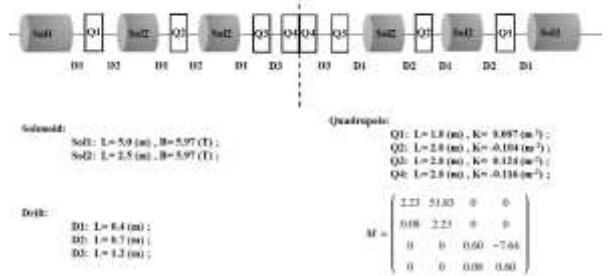 Sol1 Q1 Sol2 Q2 Sol2 Q3 Q4 Q4 Q3 Sol2 Q2 Sol2 Q1 Sol1
D1 D2 D1 D2 D1 D3 D3 D1 D2 D1 D2 D1
Solenoid:
Sol1: L= 5.0 (m) , B= 5.97 (T) ;
Sol2: L= 2.5 (m) , B= 5.97 (T) ;
Quadrupole:
Q1: L= 1.0 (m) , K= 0.097 (m⁻²) ;
Q2: L= 2.0 (m) , K= -0.104 (m⁻²) ;
Q3: L= 2.0 (m) , K= 0.124 (m⁻²) ;
Q4: L= 2.0 (m) , K= -0.116 (m⁻²) ;
Drift:
D1: L= 0.4 (m) ;
D2: L= 0.7 (m) ;
D3: L= 1.2 (m) ;
M =
2.23 51.83 0 0
0.08 2.23 0 0
0 0 0.60 -7.64
0 0 0.08 0.60